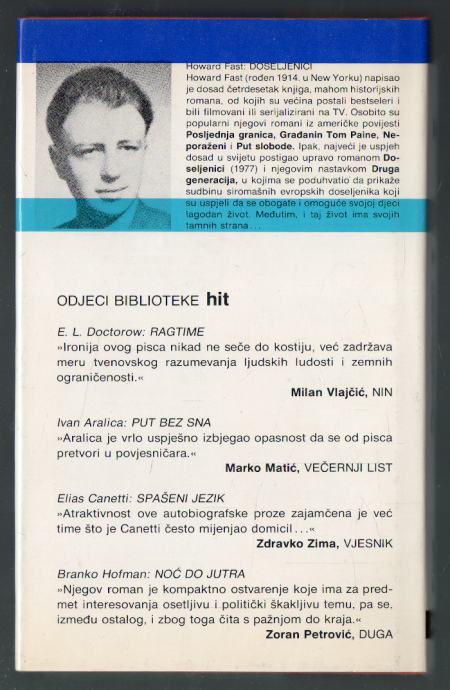 Howard Fast: DOSELJENICI
Howard Fast (rođen 1914. u New Yorku) napisao
je dosad četrdesetak knjiga, mahom historijskih
romana, od kojih su većina postali bestseleri i
bili filmovani ili serijalizirani na TV. Osobito su
popularni njegovi romani iz američke povijesti
Posljednja granica, Građanin Tom Paine, Ne-
poraženi i Put slobode. Ipak, najveći je uspjeh
dosad u svijetu postigao upravo romanom Do-
seljenici (1977) i njegovim nastavkom Druga
generacija, u kojima se poduhvatio da prikaže
sudbinu siromašnih evropskih doseljenika koji
su uspjeli da se obogate i omoguće svojoj djeci
lagodan život. Međutim, i taj život ima svojih
tamnih strana...
ODJECI BIBLIOTEKE hit
E. L. Doctorow: RAGTIME
»Ironija ovog pisca nikad ne seče do kostiju, već zadržava
meru tvenovskog razumevanja ljudskih ludosti i zemnih
ograničenosti.«
Milan Vlajčić, NIN
Ivan Aralica: PUT BEZ SNA
»Aralica je vrlo uspješno izbjegao opasnost da se od pisca
pretvori u povjesničara.«
Marko Matić, VEČERNJI LIST
Elias Canetti: SPAŠENI JEZIK
»Atraktivnost ove autobiografske proze zajamčena je već
time što je Canetti često mijenjao domicil...«
Zdravko Zima, VJESNIK
Branko Hofman: NOĆ DO JUTRA
»Njegov roman je kompaktno ostvarenje koje ima za pred-
met interesovanja osetljivu i politički škakljivu temu, pa se,
između ostalog, i zbog toga čita s pažnjom do kraja.«
Zoran Petrović, DUGA